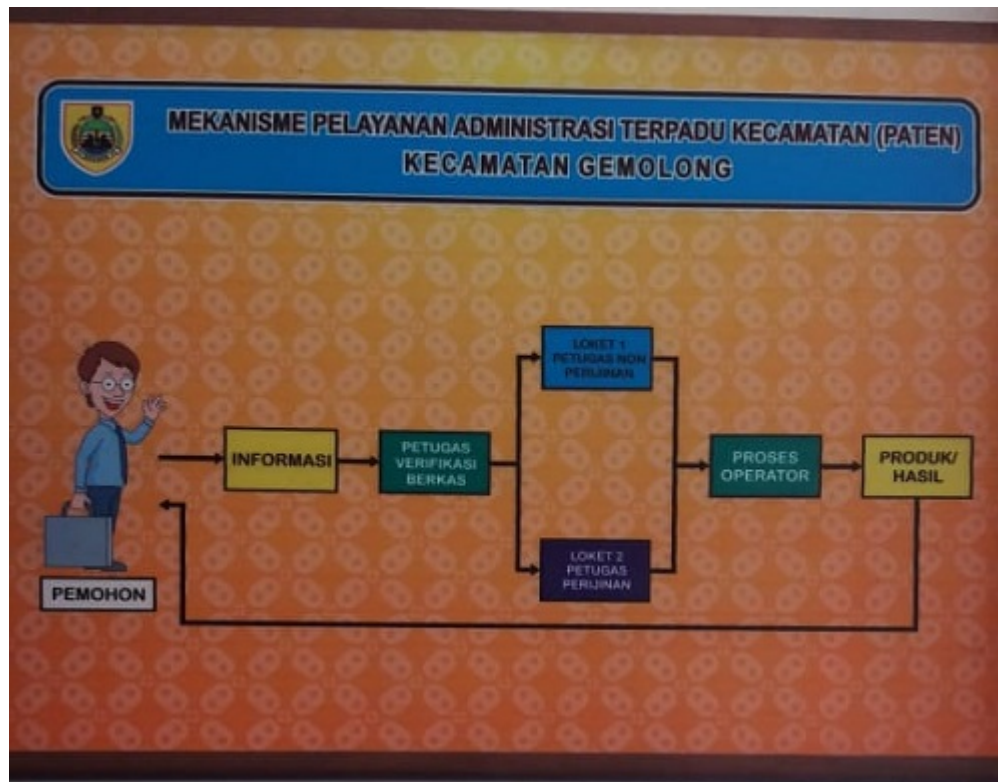 MEKANISME PELAYANAN ADMINISTRASI TERPADU KECAMATAN (PATEN)
KECAMATAN GEMOLONG
PEMOHON
INFORMASI
PETUGAS
VERIFIKASI
BERKAS
LOKET 1
PETUGAS NON
PERIJINAN
LOKET 2
PETUGAS
PERIJINAN
PROSES
OPERATOR
PRODUK/
HASIL